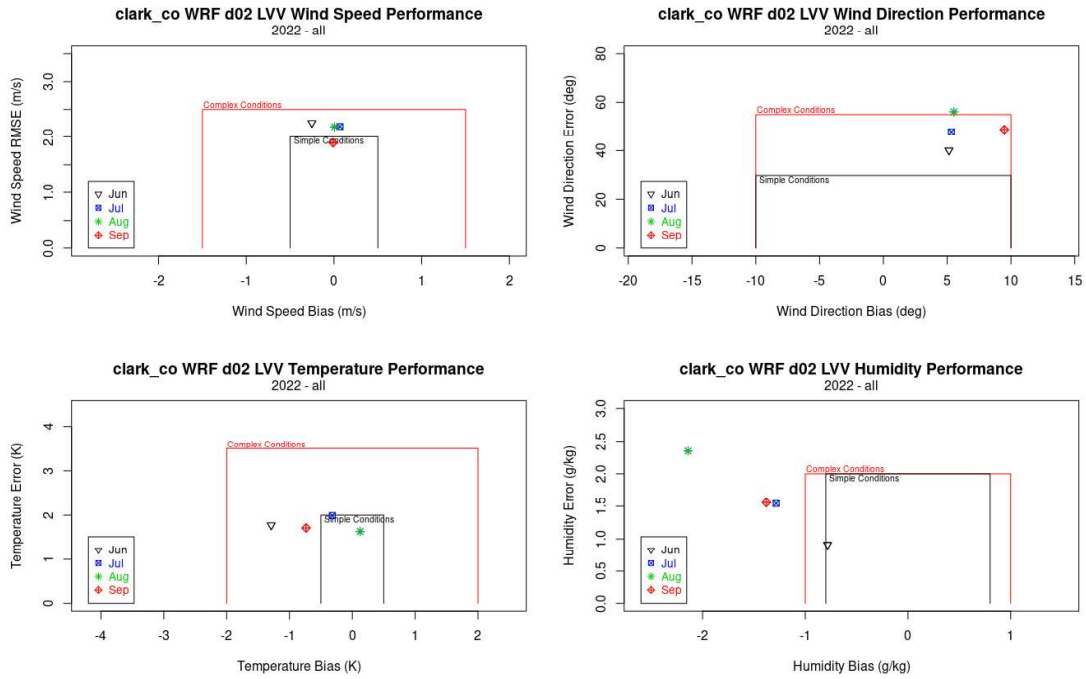 clark_co WRF d02 LVV Wind Speed Performance
2022 - all
Wind Speed RMSE (m/s)
3.0
2.0
1.0
0.0
Complex Conditions
Simple Conditions
Jun
Jul
Aug
Sep
-2 -1 0 1 2
Wind Speed Bias (m/s)
clark_co WRF d02 LVV Wind Direction Performance
2022 - all
Wind Direction Error (deg)
80
60
40
20
0
Complex Conditions
Simple Conditions
Jun
Jul
Aug
Sep
-20 -15 -10 -5 0 5 10 15
Wind Direction Bias (deg)
clark_co WRF d02 LVV Temperature Performance
2022 - all
Temperature Error (K)
4
3
2
1
0
Complex Conditions
Simple Conditions
Jun
Jul
Aug
Sep
-4 -3 -2 -1 0 1 2
Temperature Bias (K)
clark_co WRF d02 LVV Humidity Performance
2022 - all
Humidity Error (g/kg)
3.0
2.5
2.0
1.5
1.0
0.5
0.0
Complex Conditions
Simple Conditions
Jun
Jul
Aug
Sep
-2 -1 0 1
Humidity Bias (g/kg)